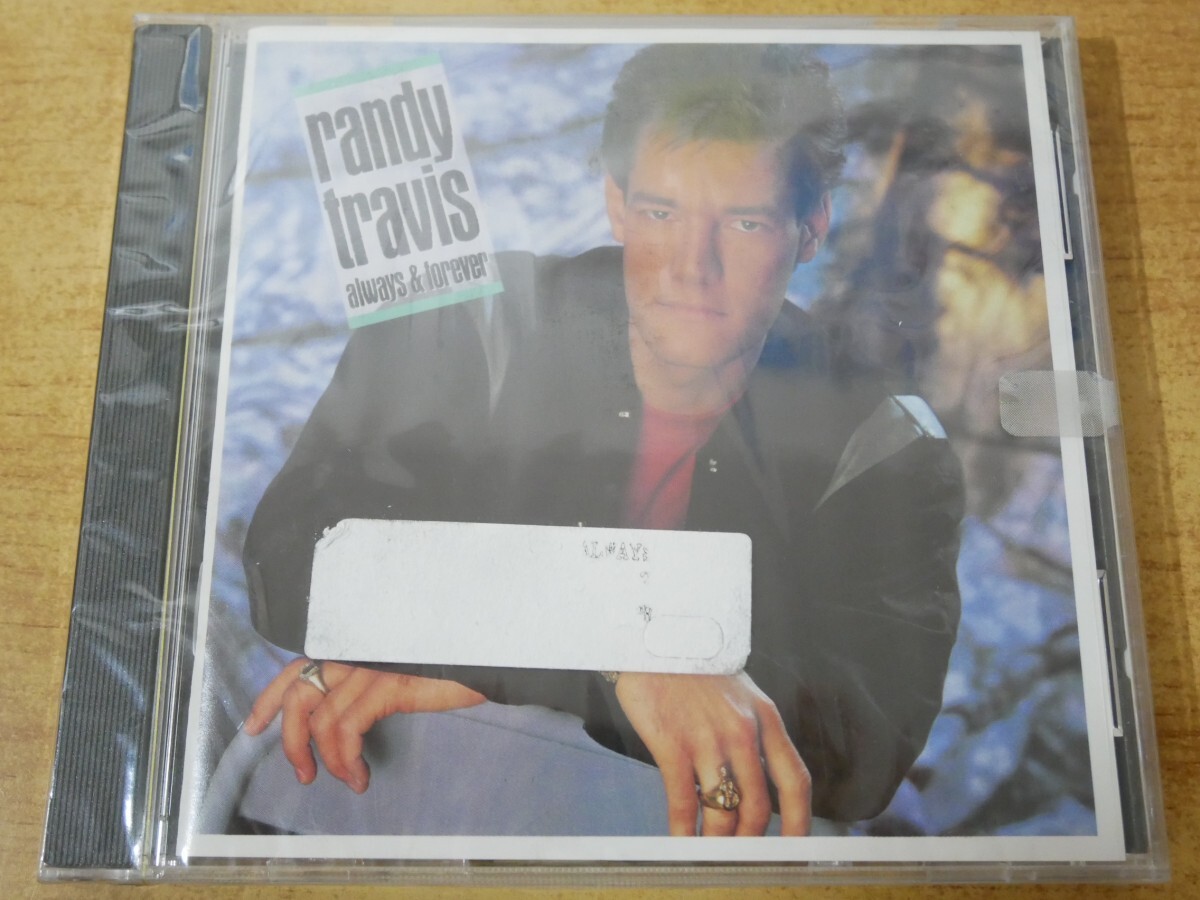 randy
travis
always & forever